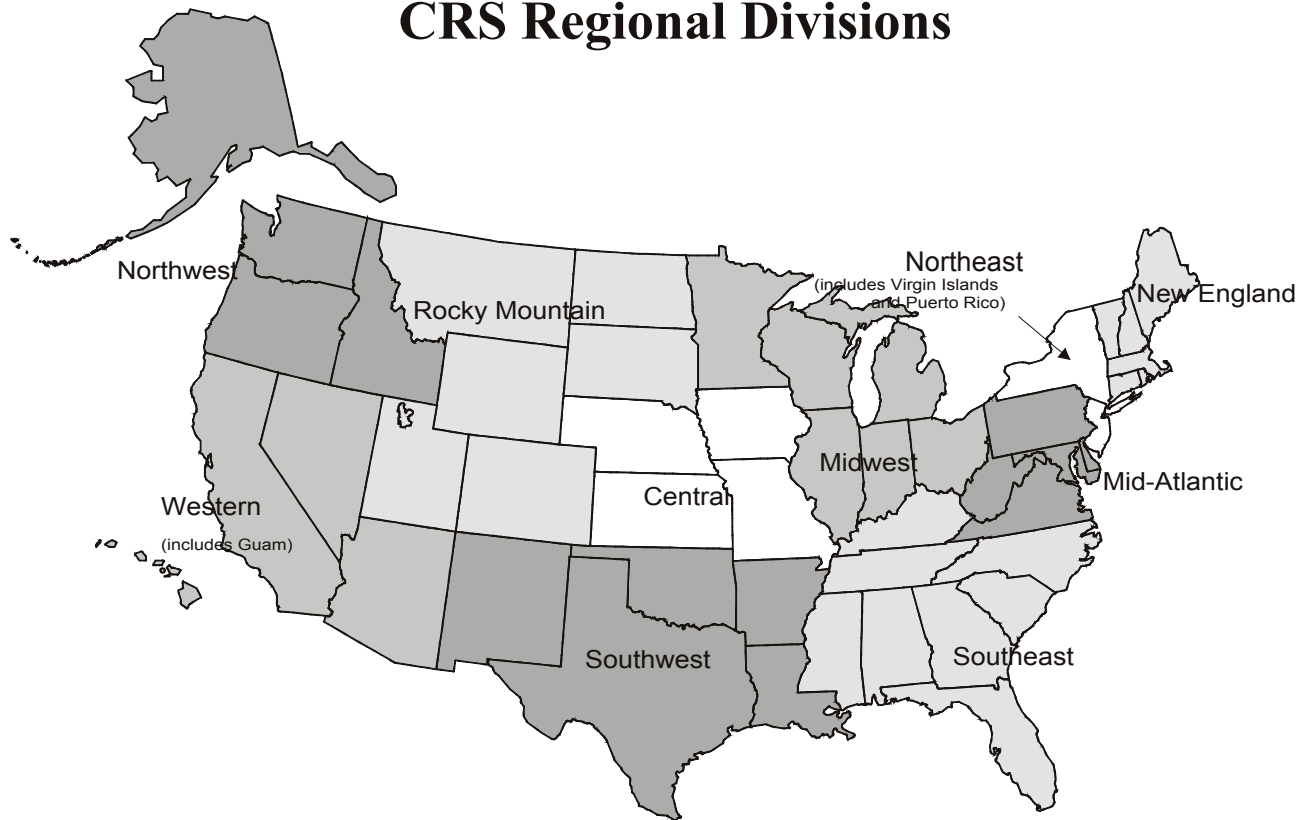 CRS Regional Divisions
Northwest
Northeast
(includes Virgin Islands
and Puerto Rico)
New England
Rocky Mountain
Midwest
Mid-Atlantic
Central
Western
(includes Guam)
Southwest
Southeast